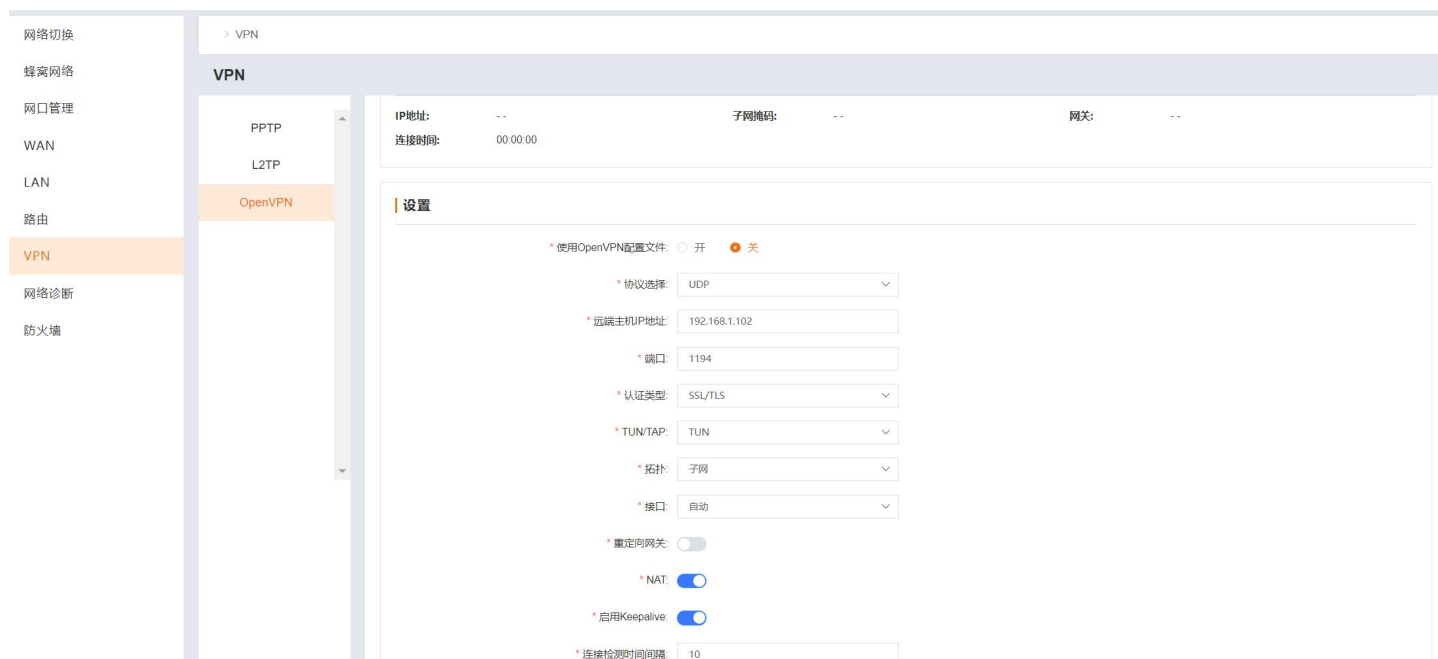 网络切换
蜂窝网络
网口管理
WAN
LAN
路由
VPN
网络诊断
防火墙
> VPN
VPN
PPTP
L2TP
OpenVPN
IP地址: - - 子网掩码: - - 网关: - -
连接时间: 00:00:00
设置
* 使用OpenVPN配置文件: 开 关
* 协议选择: UDP
* 远端主机IP地址: 192.168.1.102
* 端口: 1194
* 认证类型: SSL/TLS
* TUN/TAP: TUN
* 拓扑: 子网
* 接口: 自动
* 重定向网关:
* NAT:
* 启用Keepalive:
* 连接检测时间间隔: 10